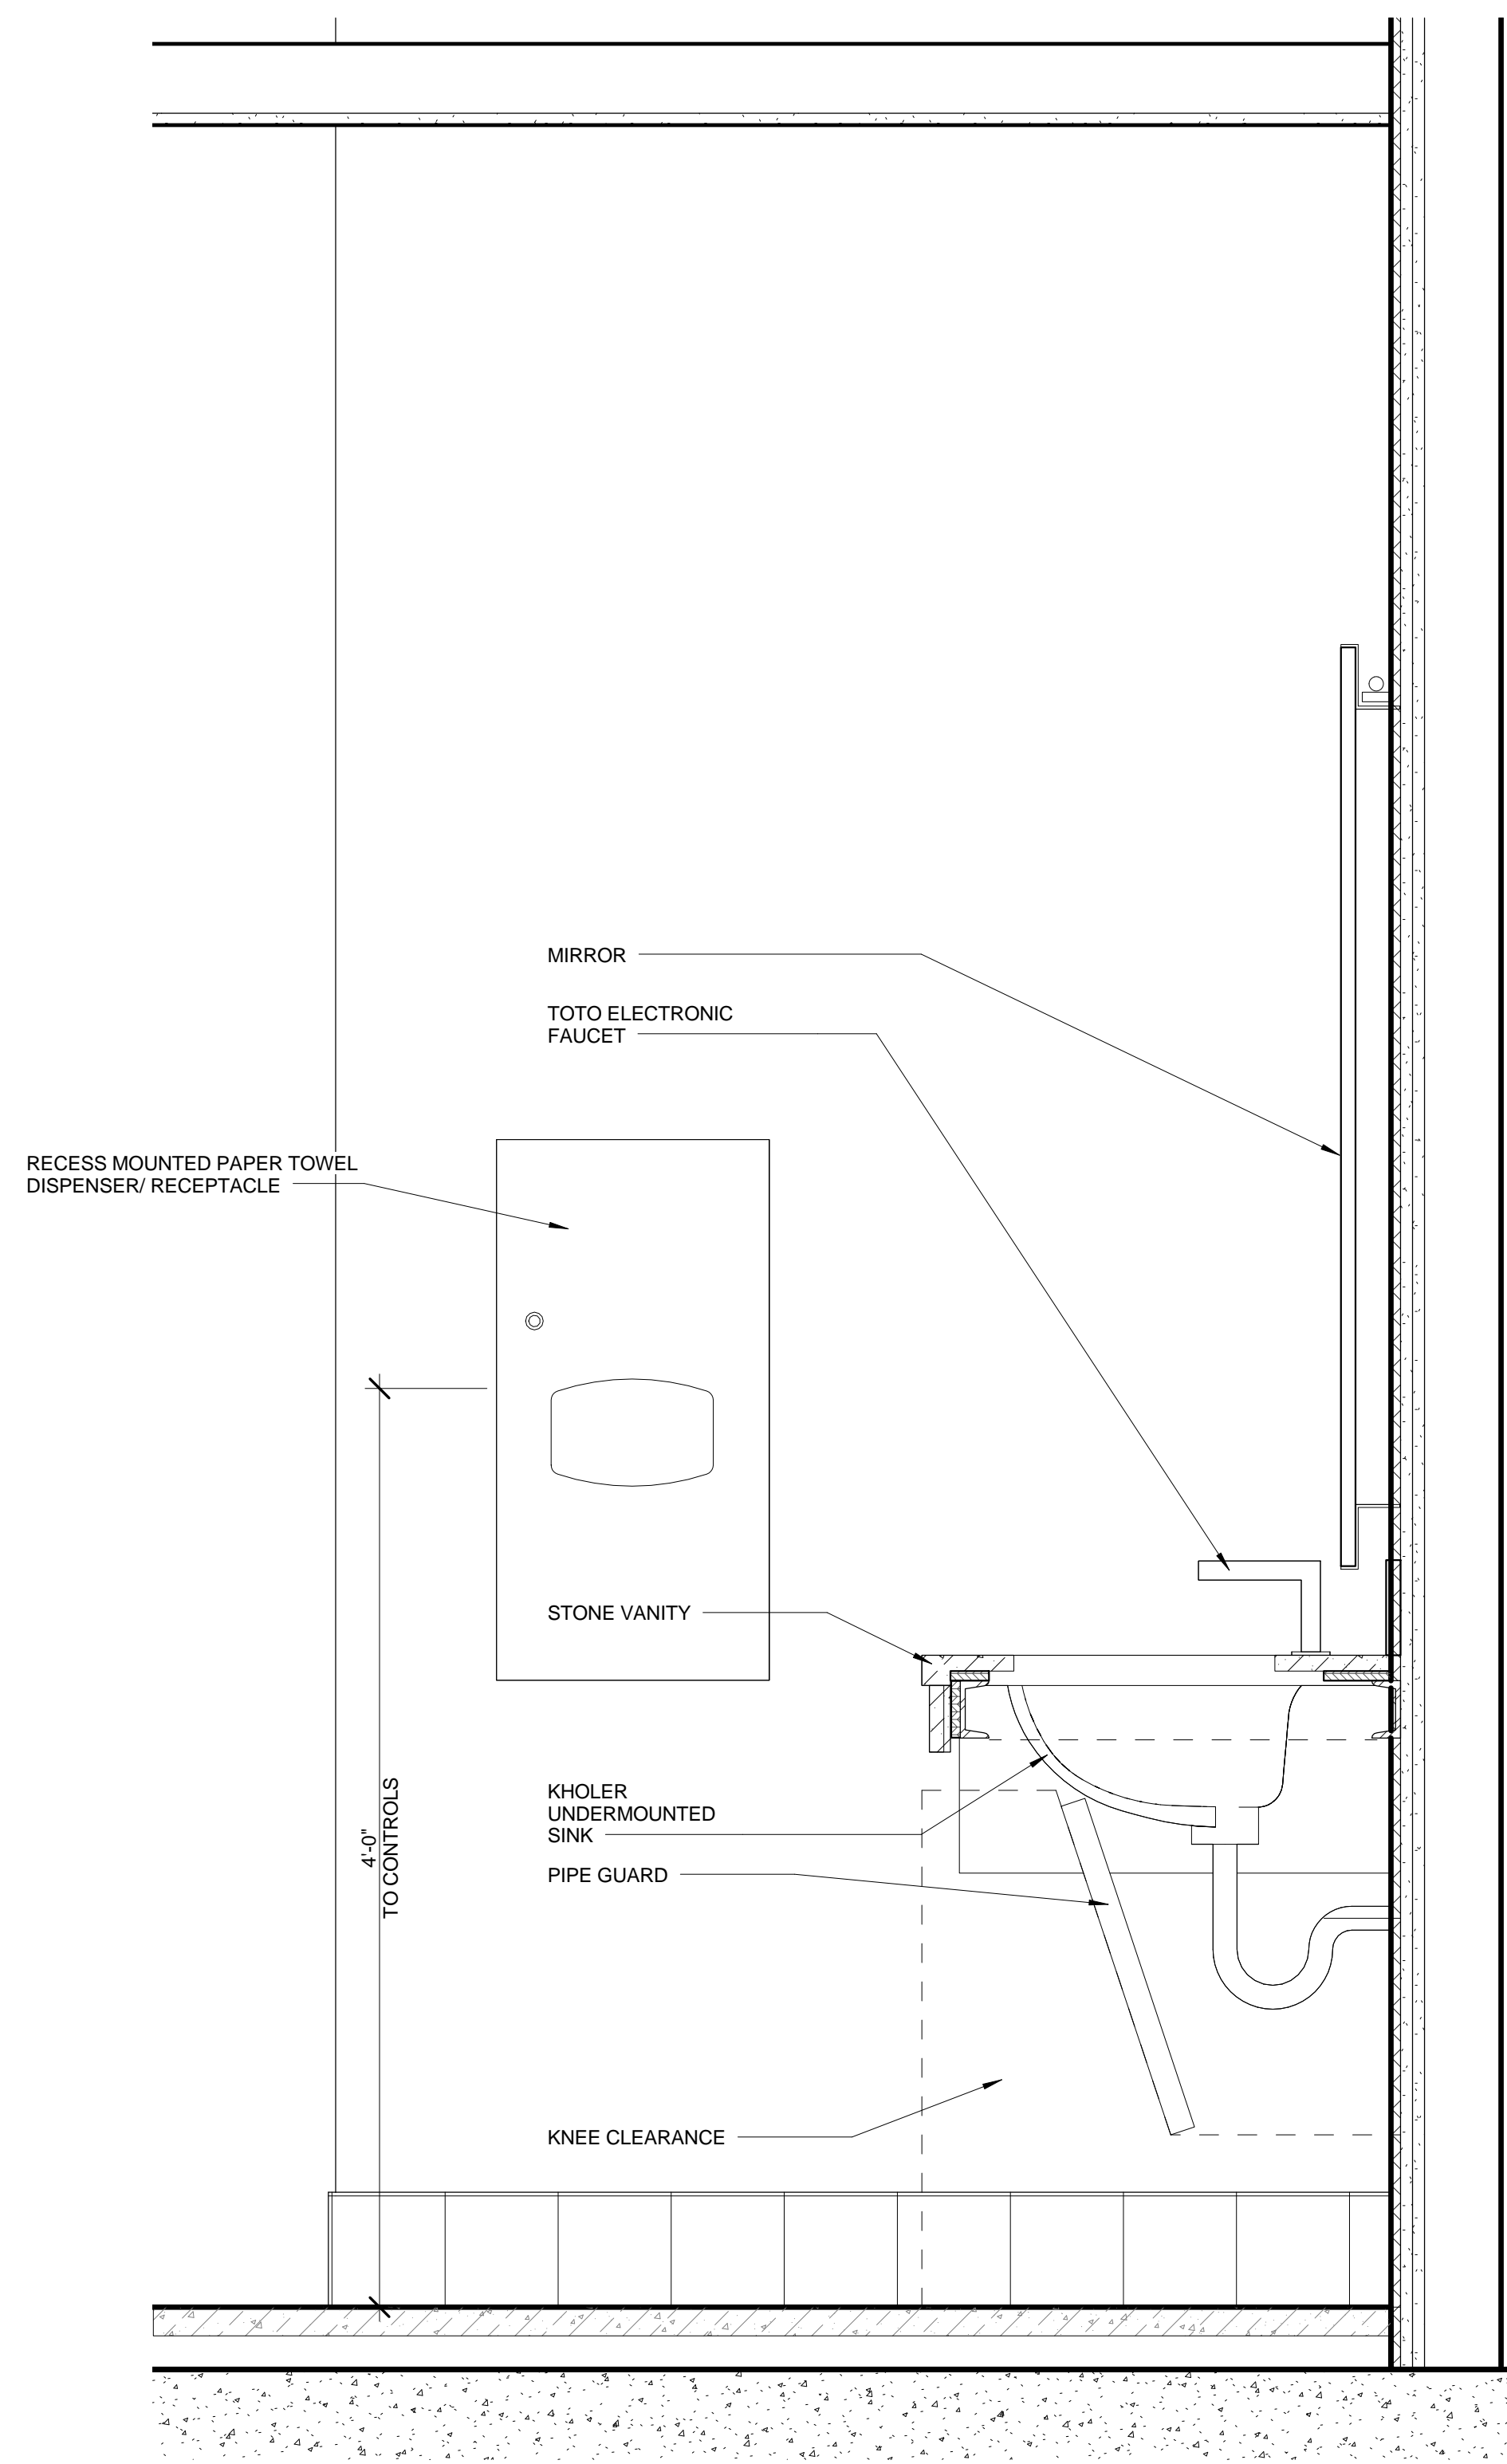 MIRROR
TOTO ELECTRONIC
FAUCET
RECESS MOUNTED PAPER TOWEL
DISPENSER/ RECEPTACLE
STONE VANITY
KHOLER
UNDERMOUNTED
SINK
PIPE GUARD
4'-0"
TO CONTROLS
KNEE CLEARANCE